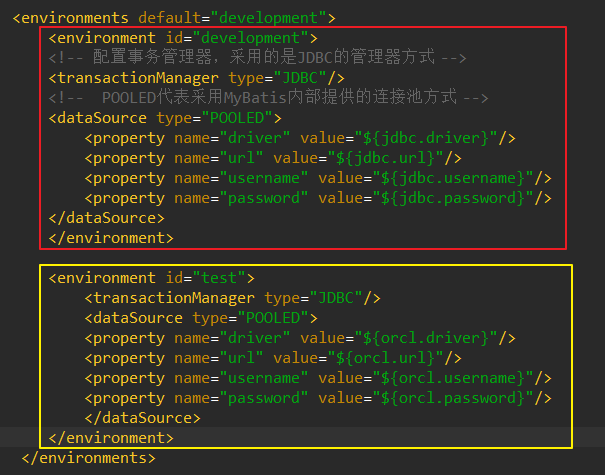 <environments default="development">
<environment id="development">
<!-- 配置事务管理器，采用的是JDBC的管理器方式 -->
<transactionManager type="JDBC"/>
<!-- POOLED代表采用MyBatis内部提供的连接池方式 -->
<dataSource type="POOLED">
<property name="driver" value="${jdbc.driver}"/>
<property name="url" value="${jdbc.url}"/>
<property name="username" value="${jdbc.username}"/>
<property name="password" value="${jdbc.password}"/>
</dataSource>
</environment>
<environment id="test">
<transactionManager type="JDBC"/>
<dataSource type="POOLED">
<property name="driver" value="${orcl.driver}"/>
<property name="url" value="${orcl.url}"/>
<property name="username" value="${orcl.username}"/>
<property name="password" value="${orcl.password}"/>
</dataSource>
</environment>
</environments>